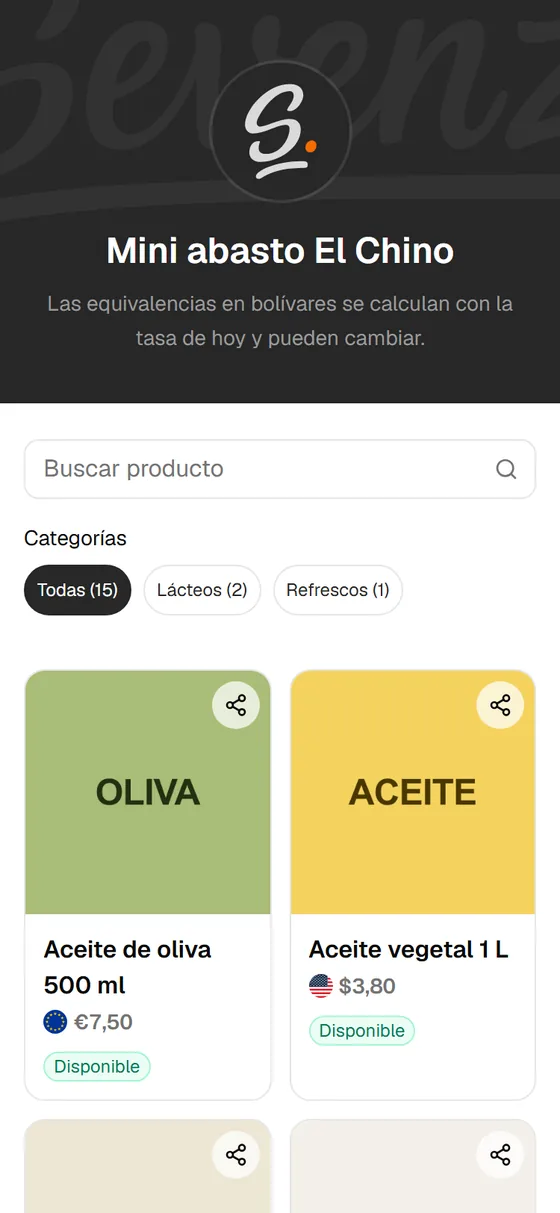 Sevenz
S.
Mini abasto El Chino
Las equivalencias en bolívares se calculan con la
tasa de hoy y pueden cambiar.
Buscar producto
Categorías
Todas (15)
Lácteos (2)
Refrescos (1)
OLIVA
ACEITE
Aceite de oliva
500 ml
€7,50
Disponible
Aceite vegetal 1 L
$3,80
Disponible